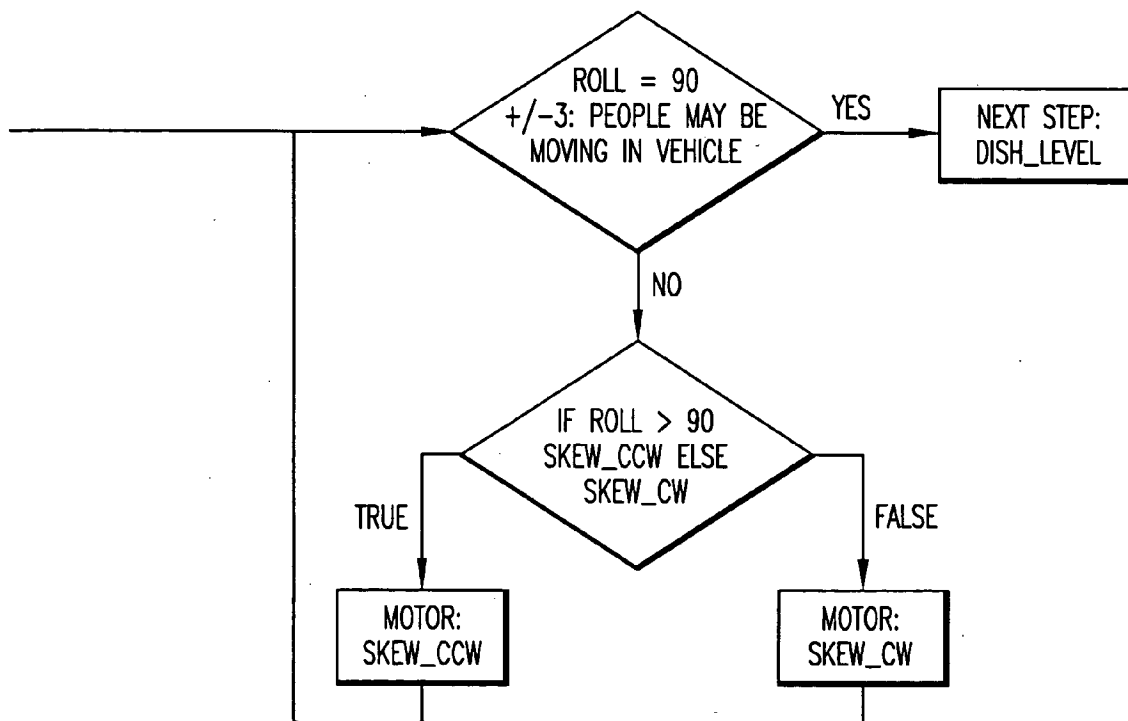 ROLL = 90
+/-3: PEOPLE MAY BE
MOVING IN VEHICLE
YES
NEXT STEP:
DISH_LEVEL
NO
IF ROLL > 90
SKEW_CCW ELSE
SKEW_CW
TRUE
FALSE
MOTOR:
SKEW_CCW
MOTOR:
SKEW_CW